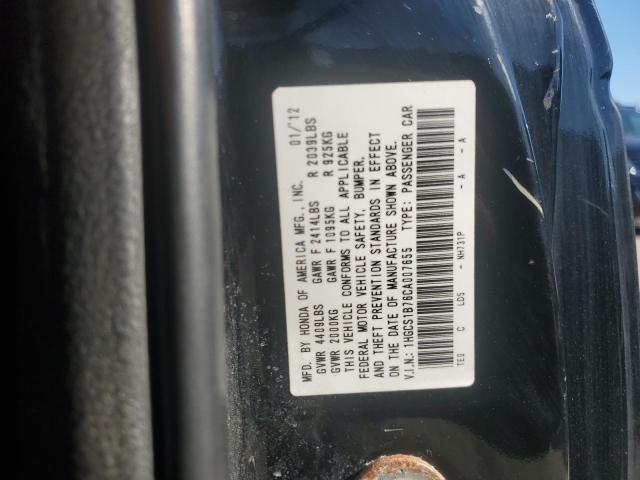 MFD. BY HONDA OF AMERICA MFG., INC. 01/'12
GVWR 4409LBS GAWR F 2414LBS R 2039LBS
GVWR 2000KG GAWR F 1095KG R 925KG
THIS VEHICLE CONFORMS TO ALL APPLICABLE
FEDERAL MOTOR VEHICLE SAFETY, BUMPER,
AND THEFT PREVENTION STANDARDS IN EFFECT
ON THE DATE OF MANUFACTURE SHOWN ABOVE.
V.I.N.: 1HGCS1B76CA007655 TYPE: PASSENGER CAR
TE0 C LD5 - NH731P - A - A